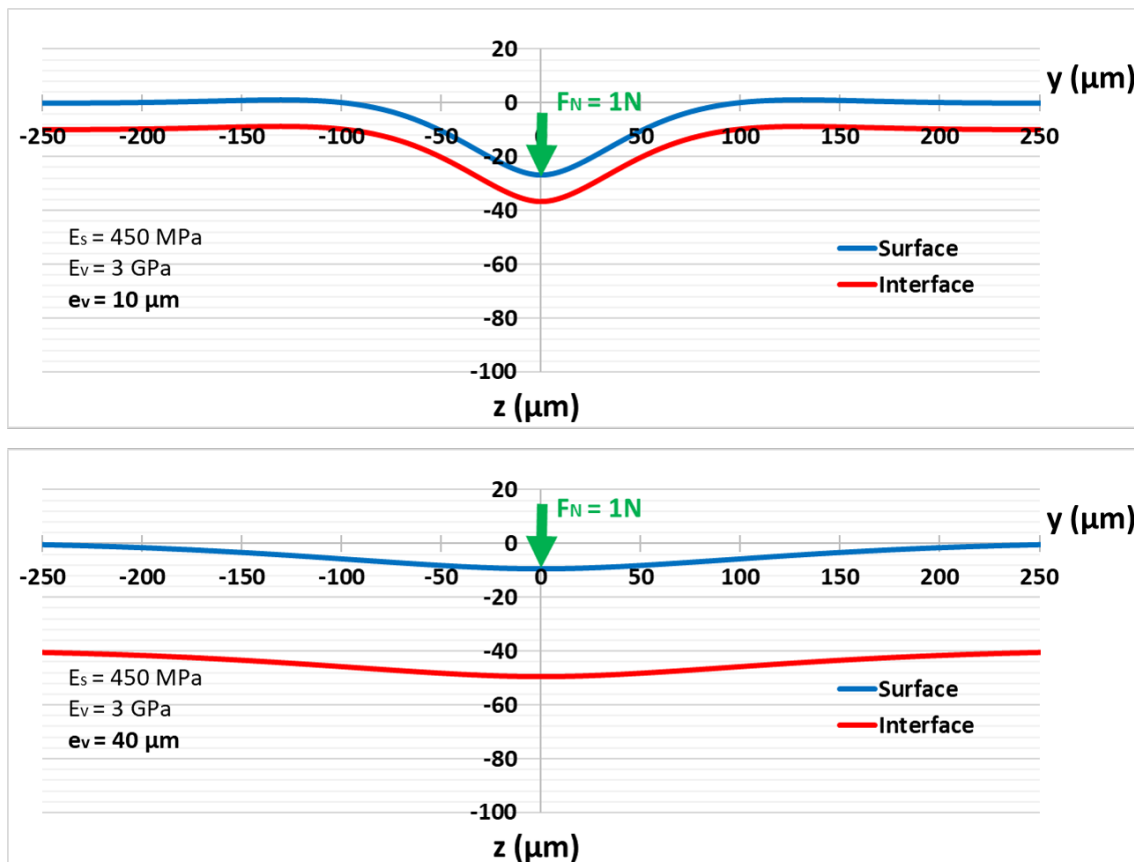 20
y (µm)
FN = 1N
0
-250 -200 -150 -100 -50 0 50 100 150 200 250
-20
-40
ES = 450 MPa
Surface
-60
EV = 3 GPa
Interface
eV = 10 µm
-80
-100
z (µm)
20
FN = 1N
y (µm)
0
-250 -200 -150 -100 -50 0 50 100 150 200 250
-20
-40
ES = 450 MPa
Surface
-60
EV = 3 GPa
Interface
eV = 40 µm
-80
-100
z (µm)